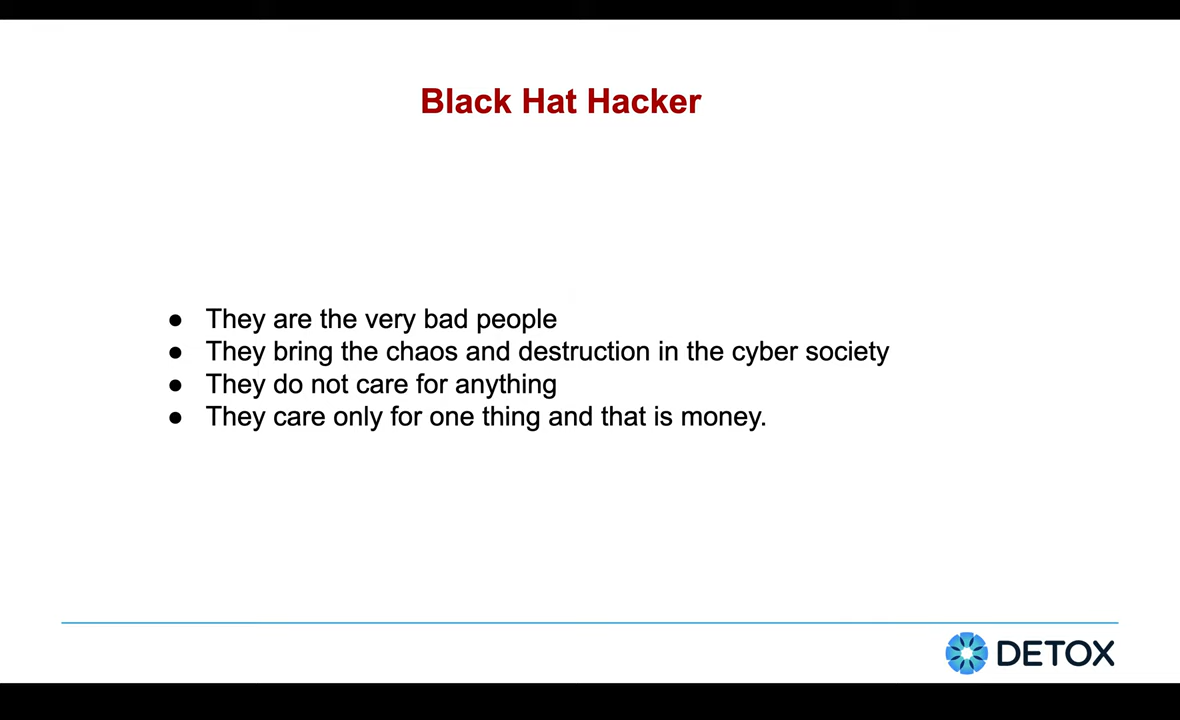 Black Hat Hacker
● They are the very bad people
● They bring the chaos and destruction in the cyber society
● They do not care for anything
● They care only for one thing and that is money.
DETOX